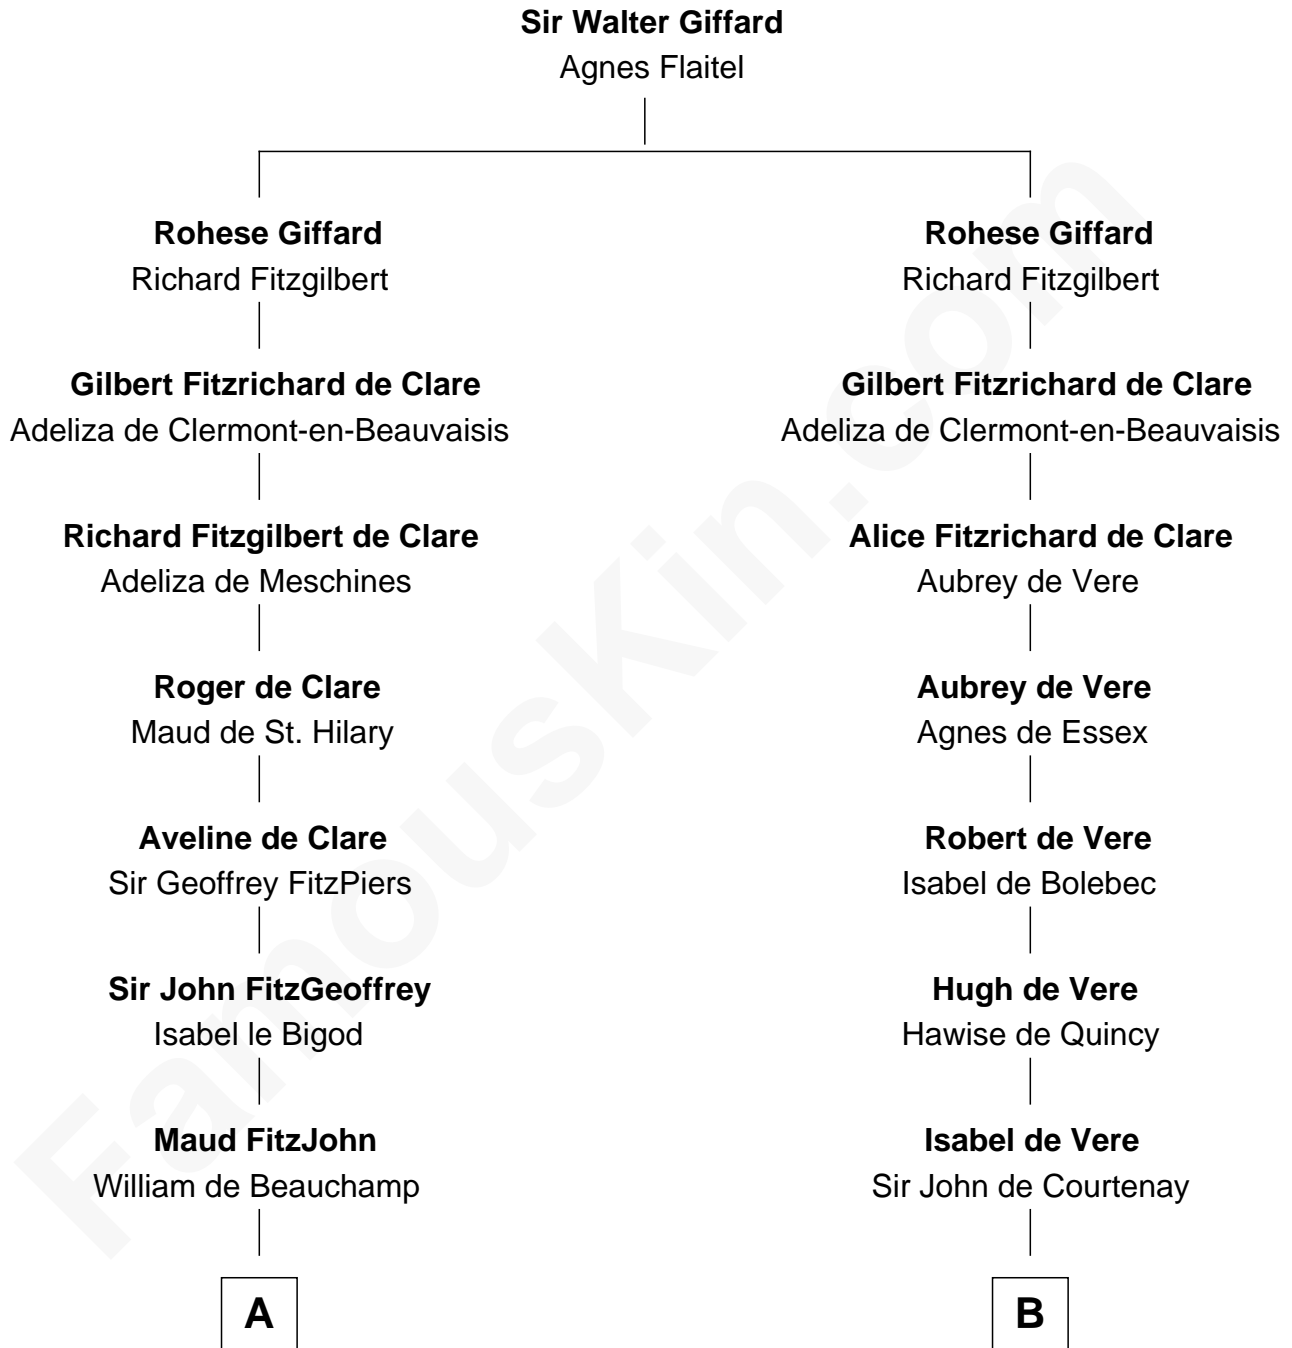 Sir Walter Giffard
Agnes Flaitel
Rohese Giffard
Richard Fitzgilbert
Gilbert Fitzrichard de Clare
Adeliza de Clermont-en-Beauvaisis
Richard Fitzgilbert de Clare
Adeliza de Meschines
Roger de Clare
Maud de St. Hilary
Aveline de Clare
Sir Geoffrey FitzPiers
Sir John FitzGeoffrey
Isabel le Bigod
Maud FitzJohn
William de Beauchamp
A
Rohese Giffard
Richard Fitzgilbert
Gilbert Fitzrichard de Clare
Adeliza de Clermont-en-Beauvaisis
Alice Fitzrichard de Clare
Aubrey de Vere
Aubrey de Vere
Agnes de Essex
Robert de Vere
Isabel de Bolebec
Hugh de Vere
Hawise de Quincy
Isabel de Vere
Sir John de Courtenay
B
FamousKin.com